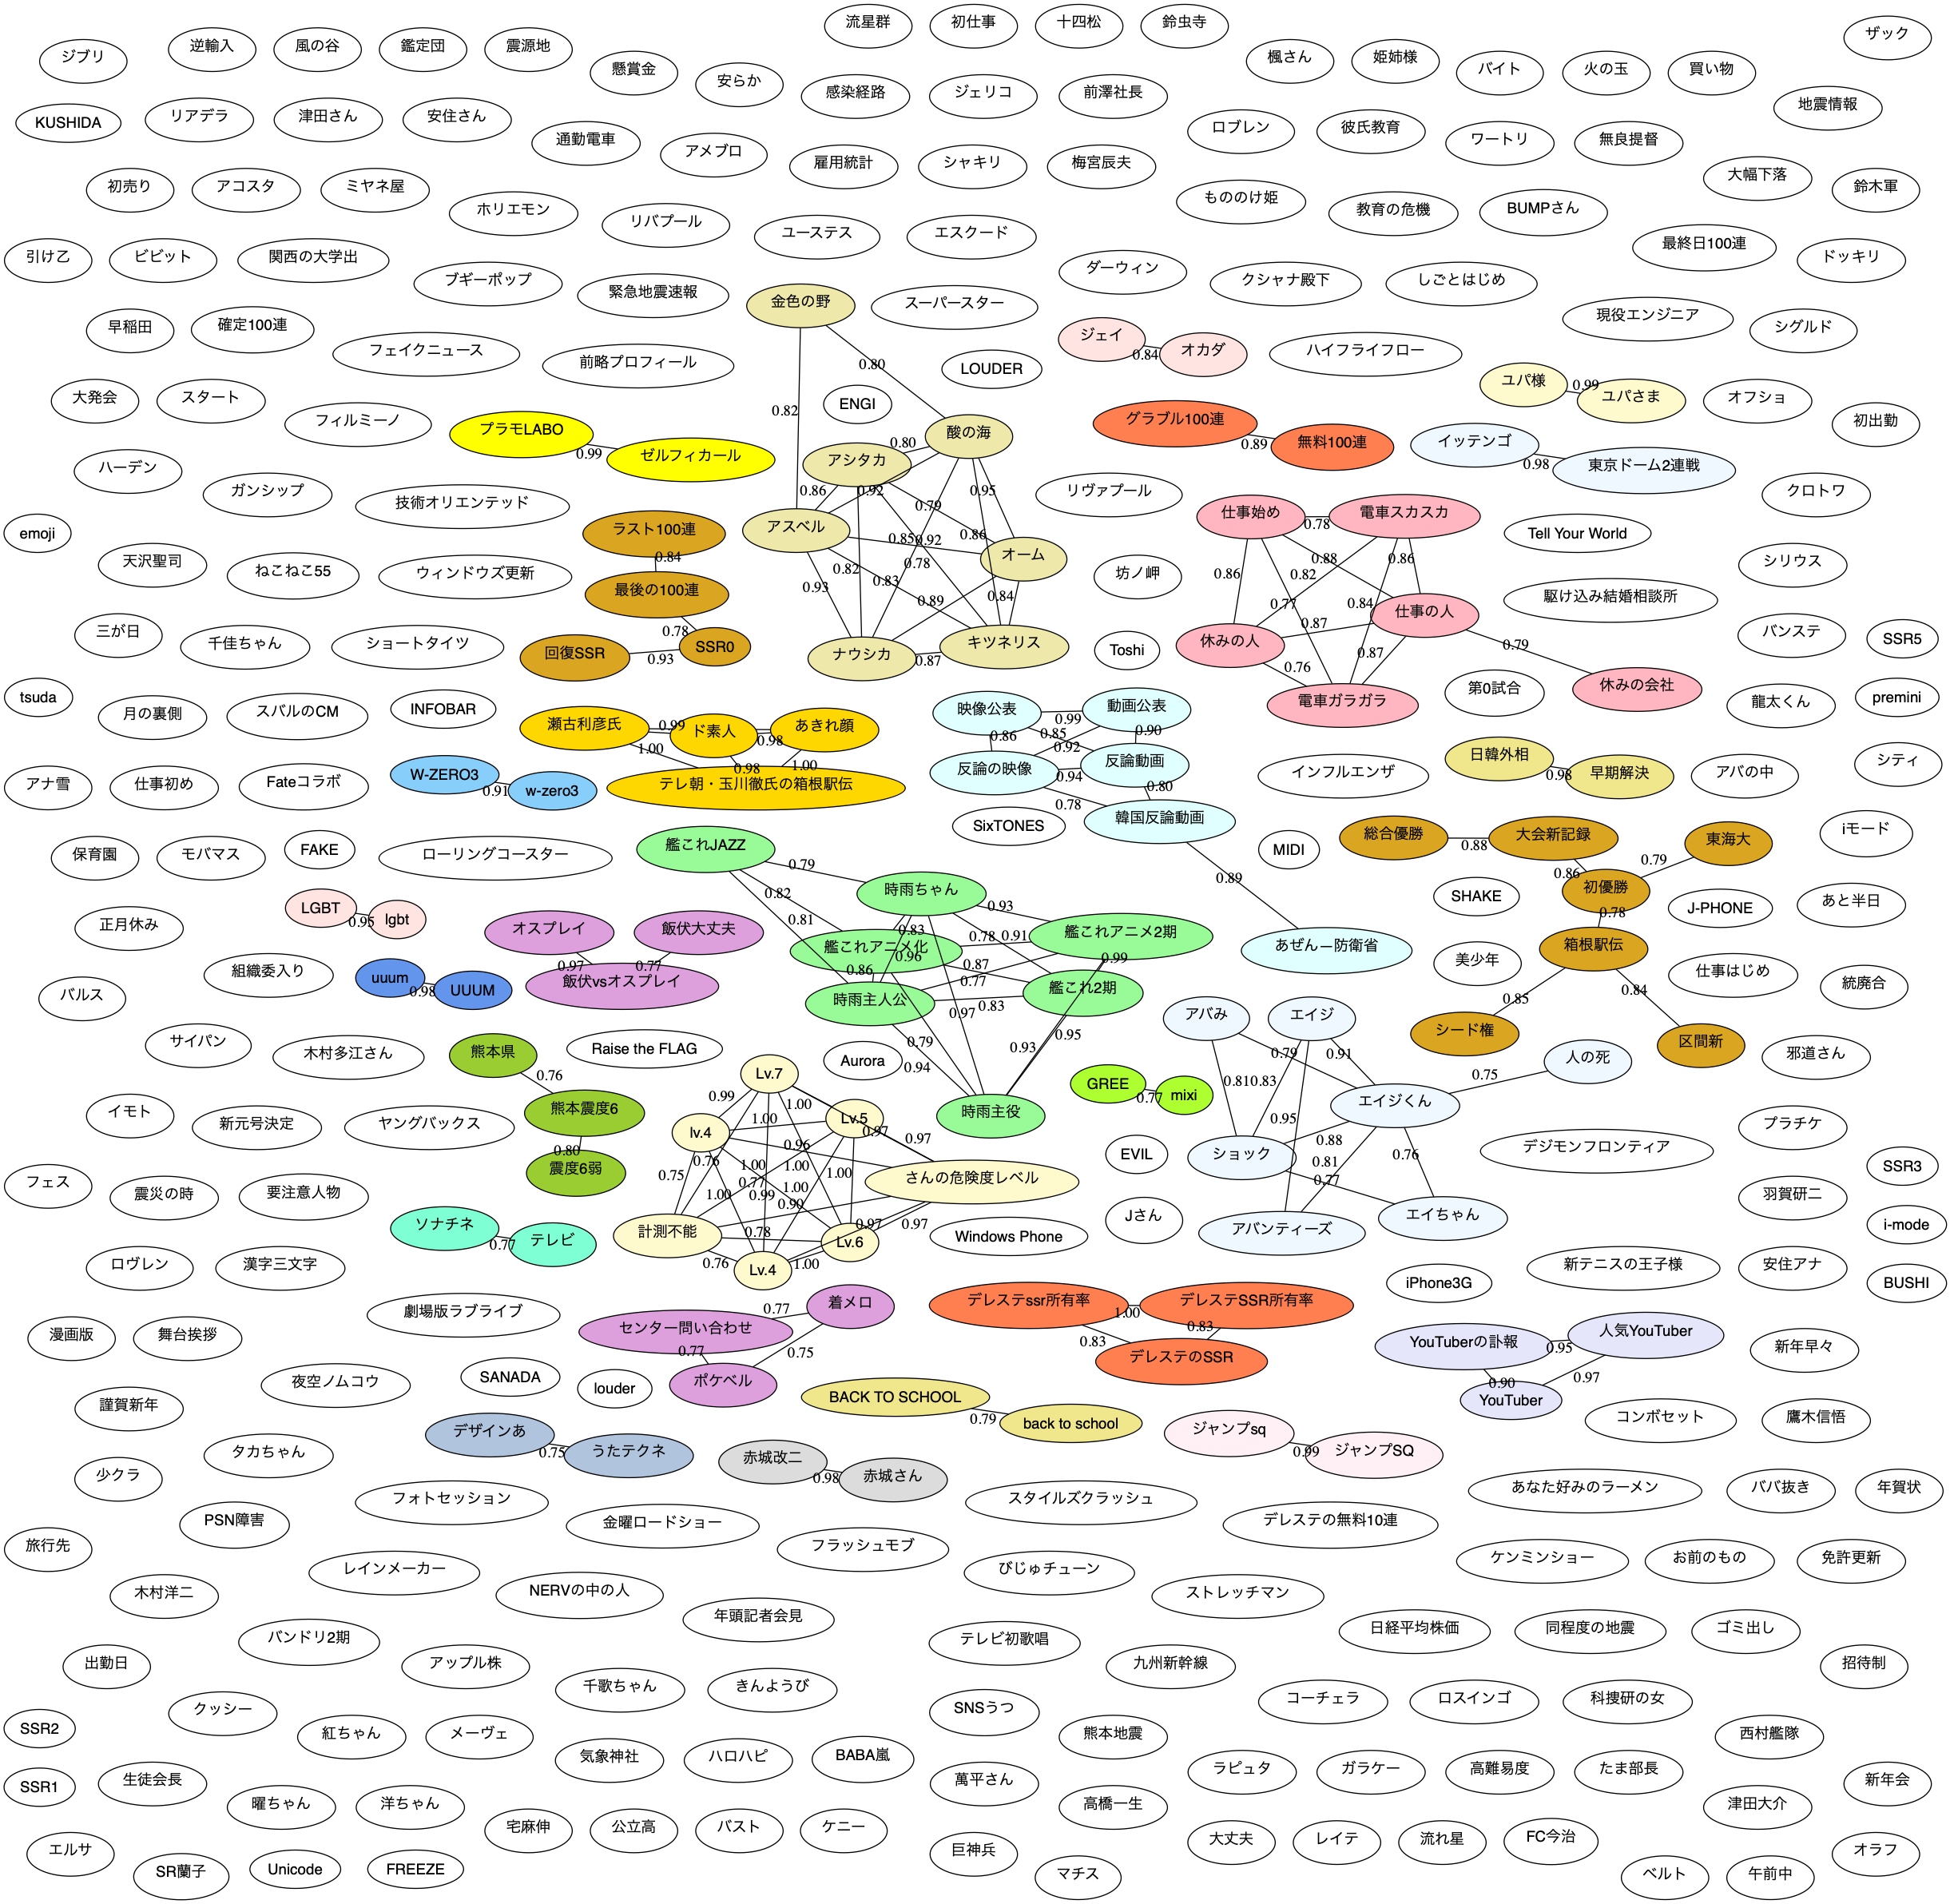 流星群
初仕事
十四松
鈴虫寺
ザック
ジブリ
逆輸入
風の谷
鑑定団
震源地
懸賞金
安らか
楓さん
姫姉様
バイト
火の玉
買い物
感染経路
ジェリコ
前澤社長
地震情報
KUSHIDA
リアデラ
津田さん
安住さん
通勤電車
アメブロ
ロブレン
彼氏教育
ワートリ
無良提督
雇用統計
シャキリ
梅宮辰夫
大幅下落
鈴木軍
初売り
アコスタ
ミヤネ屋
ホリエモン
リバプール
もののけ姫
教育の危機
BUMPさん
ユーステス
エスクード
最終日100連
ドッキリ
引け乙
ビビット
関西の大学出
ブギーポップ
緊急地震速報
ダーウィン
クシャナ殿下
しごとはじめ
金色の野
スーパースター
現役エンジニア
シグルド
早稲田
確定100連
フェイクニュース
前略プロフィール
ジェイ
0.84
オカダ
ハイフライフロー
0.80
LOUDER
ユパ様
0.99
ユパさま
オフショ
初出勤
大発会
スタート
フィルミーノ
ENGI
0.82
プラモLABO
0.99
ゼルフィカール
酸の海
0.80
アシタカ
グラブル100連
0.89
無料100連
イッテンゴ
0.98
東京ドーム2連戦
ハーデン
ガンシップ
技術オリエンテッド
0.86
0.92
0.79
0.95
リヴァプール
クロトワ
emoji
ラスト100連
0.84
アスベル
0.85
0.92
0.86
オーム
仕事始め
0.78
電車スカスカ
Tell Your World
天沢聖司
ねこねこ55
ウィンドウズ更新
最後の100連
0.82
0.83
0.78
0.93
0.89
0.84
坊ノ岬
0.86
0.88
0.82
0.86
シリウス
駆け込み結婚相談所
三が日
千佳ちゃん
ショートタイツ
0.78
回復SSR
0.93
SSR0
ナウシカ
0.87
キツネリス
Toshi
0.77
0.84
仕事の人
休みの人
0.87
0.79
バンステ
SSR5
0.76
0.87
tsuda
月の裏側
スバルのCM
INFOBAR
電車ガラガラ
第0試合
休みの会社
龍太くん
premini
瀬古利彦氏
0.99
ド素人
0.98
あきれ顔
映像公表
0.99
動画公表
0.86
0.85
0.92
0.90
1.00
0.98
1.00
テレ朝・玉川徹氏の箱根駅伝
反論の映像
0.94
反論動画
インフルエンザ
日韓外相
0.98
早期解決
アバの中
シティ
アナ雪
仕事初め
Fateコラボ
W-ZERO3
0.91
w-zero3
0.78
0.80
韓国反論動画
SixTONES
保育園
モバマス
FAKE
ローリングコースター
艦これJAZZ
0.79
MIDI
総合優勝
0.88
大会新記録
東海大
iモード
0.79
0.86
初優勝
時雨ちゃん
0.82
0.81
0.89
SHAKE
J-PHONE
あと半日
0.78
正月休み
LGBT
0.95
lgbt
オスプレイ
飯伏大丈夫
0.97
0.77
飯伏vsオスプレイ
艦これアニメ化
0.83
0.96
0.78
0.91
0.93
艦これアニメ2期
あぜんー防衛省
箱根駅伝
組織委入り
uuum
0.98
UUUM
0.86
0.87
0.77
0.99
艦これ2期
美少年
仕事はじめ
統廃合
0.85
0.84
バルス
時雨主人公
0.83
0.97
アバみ
エイジ
シード権
区間新
サイパン
木村多江さん
熊本県
Raise the FLAG
0.79
0.94
Aurora
0.93
0.95
0.79
0.91
人の死
邪道さん
0.76
0.75
Lv.7
GREE
0.77
mixi
0.81
0.83
エイジくん
イモト
新元号決定
ヤングバックス
熊本震度6
0.99
1.00
1.00
lv.4
Lv.5
0.97
0.97
0.96
時雨主役
0.95
0.88
プラチケ
デジモンフロンティア
0.80
震度6弱
EVIL
ショック
0.81
0.76
0.77
SSR3
フェス
震災の時
要注意人物
0.75
0.76
1.00
0.77
1.00
1.00
さんの危険度レベル
1.00
0.99
1.00
0.90
羽賀研二
ソナチネ
0.77
テレビ
計測不能
0.78
0.97
0.97
Lv.6
Jさん
Windows Phone
アバンティーズ
エイちゃん
i-mode
ロヴレン
漢字三文字
0.76
Lv.4
1.00
iPhone3G
新テニスの王子様
安住アナ
BUSHI
劇場版ラブライブ
着メロ
0.77
センター問い合わせ
デレステssr所有率
1.00
デレステSSR所有率
0.83
0.83
デレステのSSR
漫画版
舞台挨拶
YouTuberの訃報
0.95
人気YouTuber
新年早々
0.77
0.75
ポケベル
夜空ノムコウ
SANADA
louder
0.90
0.97
YouTuber
謹賀新年
BACK TO SCHOOL
0.79
back to school
コンボセット
鷹木信悟
デザインあ
0.75
うたテクネ
ジャンプsq
0.99
ジャンプSQ
タカちゃん
赤城改二
0.98
赤城さん
少クラ
フォトセッション
スタイルズクラッシュ
あなた好みのラーメン
ババ抜き
年賀状
PSN障害
金曜ロードショー
デレステの無料10連
旅行先
フラッシュモブ
レインメーカー
びじゅチューン
ケンミンショー
お前のもの
免許更新
木村洋二
NERVの中の人
ストレッチマン
年頭記者会見
日経平均株価
同程度の地震
ゴミ出し
バンドリ2期
テレビ初歌唱
出勤日
アップル株
九州新幹線
招待制
千歌ちゃん
きんようび
コーチェラ
ロスインゴ
科捜研の女
クッシー
SNSうつ
SSR2
紅ちゃん
メーヴェ
熊本地震
西村艦隊
気象神社
ハロハピ
BABA嵐
SSR1
生徒会長
萬平さん
ラピュタ
ガラケー
高難易度
たま部長
新年会
曜ちゃん
洋ちゃん
高橋一生
津田大介
宅麻伸
公立高
バスト
ケニー
大丈夫
レイテ
流れ星
FC今治
エルサ
巨神兵
オラフ
SR蘭子
Unicode
FREEZE
マチス
ベルト
午前中